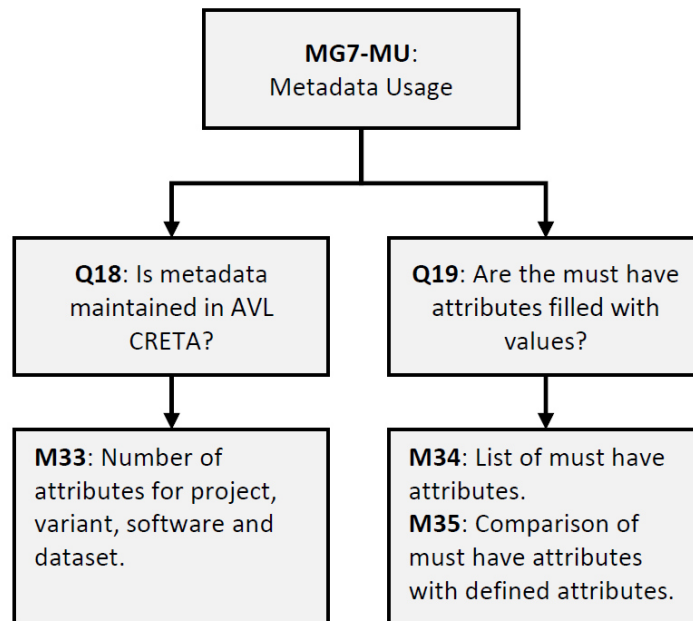 MG7-MU:
Metadata Usage
Q18: Is metadata
maintained in AVL
CRETA?
Q19: Are the must have
attributes filled with
values?
M33: Number of
attributes for project,
variant, software and
dataset.
M34: List of must have
attributes.
M35: Comparison of
must have attributes
with defined attributes.